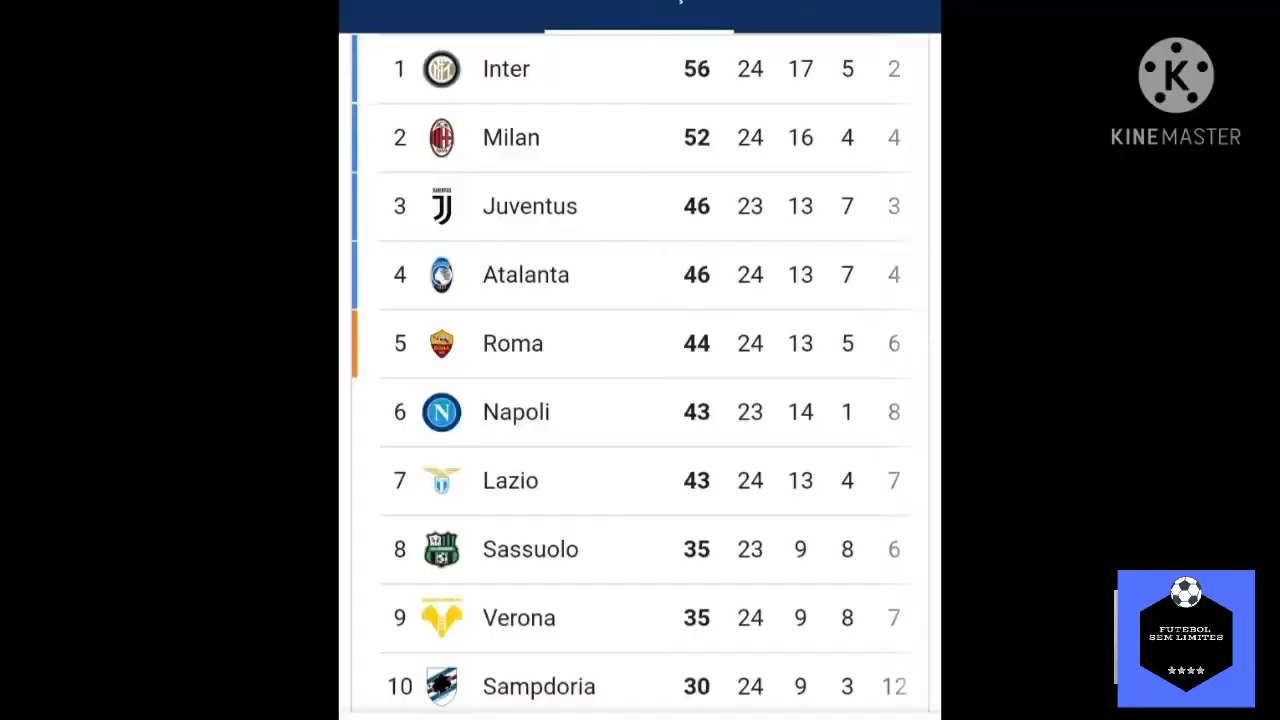 1 Inter 56 24 17 5 2
2 Milan 52 24 16 4 4
3 Juventus 46 23 13 7 3
4 Atalanta 46 24 13 7 4
5 Roma 44 24 13 5 6
6 Napoli 43 23 14 1 8
7 Lazio 43 24 13 4 7
8 Sassuolo 35 23 9 8 6
9 Verona 35 24 9 8 7
10 Sampdoria 30 24 9 3 12
K
KINEMASTER
FUTEBOL
SEM LIMITES